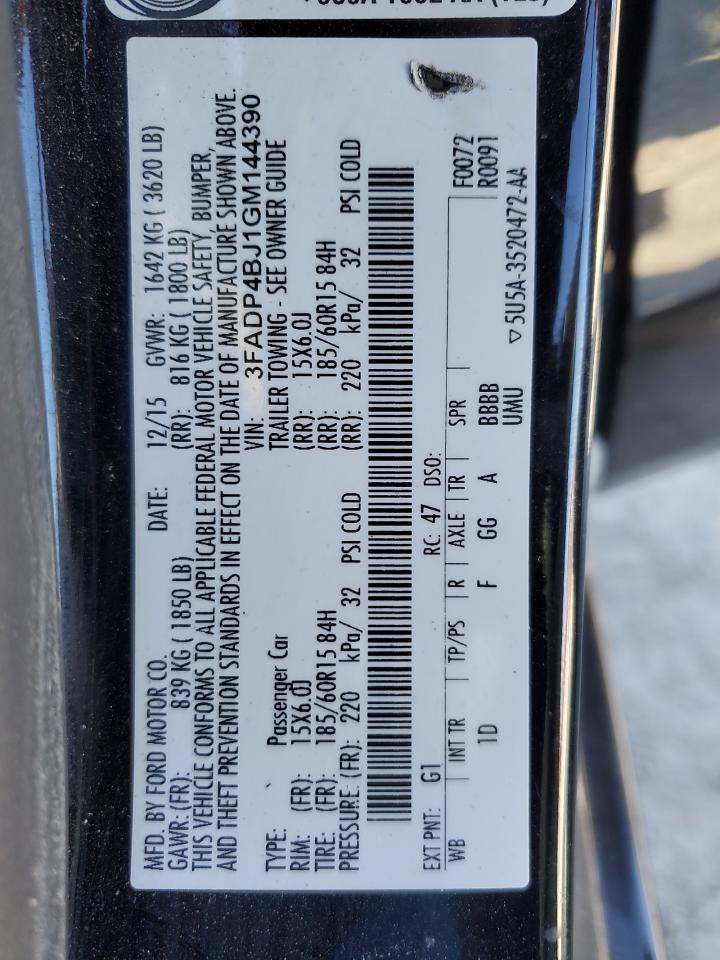 MFD. BY FORD MOTOR CO. DATE: 12/15 GVWR: 1642 KG ( 3620 LB)
GAWR: (FR): 839 KG ( 1850 LB) (RR): 816 KG ( 1800 LB)
THIS VEHICLE CONFORMS TO ALL APPLICABLE FEDERAL MOTOR VEHICLE SAFETY, BUMPER,
AND THEFT PREVENTION STANDARDS IN EFFECT ON THE DATE OF MANUFACTURE SHOWN ABOVE.
VIN: 3FADP4BJ1GM144390
TYPE: Passenger Car TRAILER TOWING - SEE OWNER GUIDE
RIM: (FR): 15X6.0J (RR): 15X6.0J
TIRE: (FR): 185/60R15 84H (RR): 185/60R15 84H
PRESSURE: (FR): 220 kPa/ 32 PSI COLD (RR): 220 kPa/ 32 PSI COLD
EXT PNT: G1 RC: 47 DSO: F0072
WB INT TR TP/PS R AXLE TR SPR R0091
1D F GG A BBBB
UMU ▽ 5U5A-3520472-AA